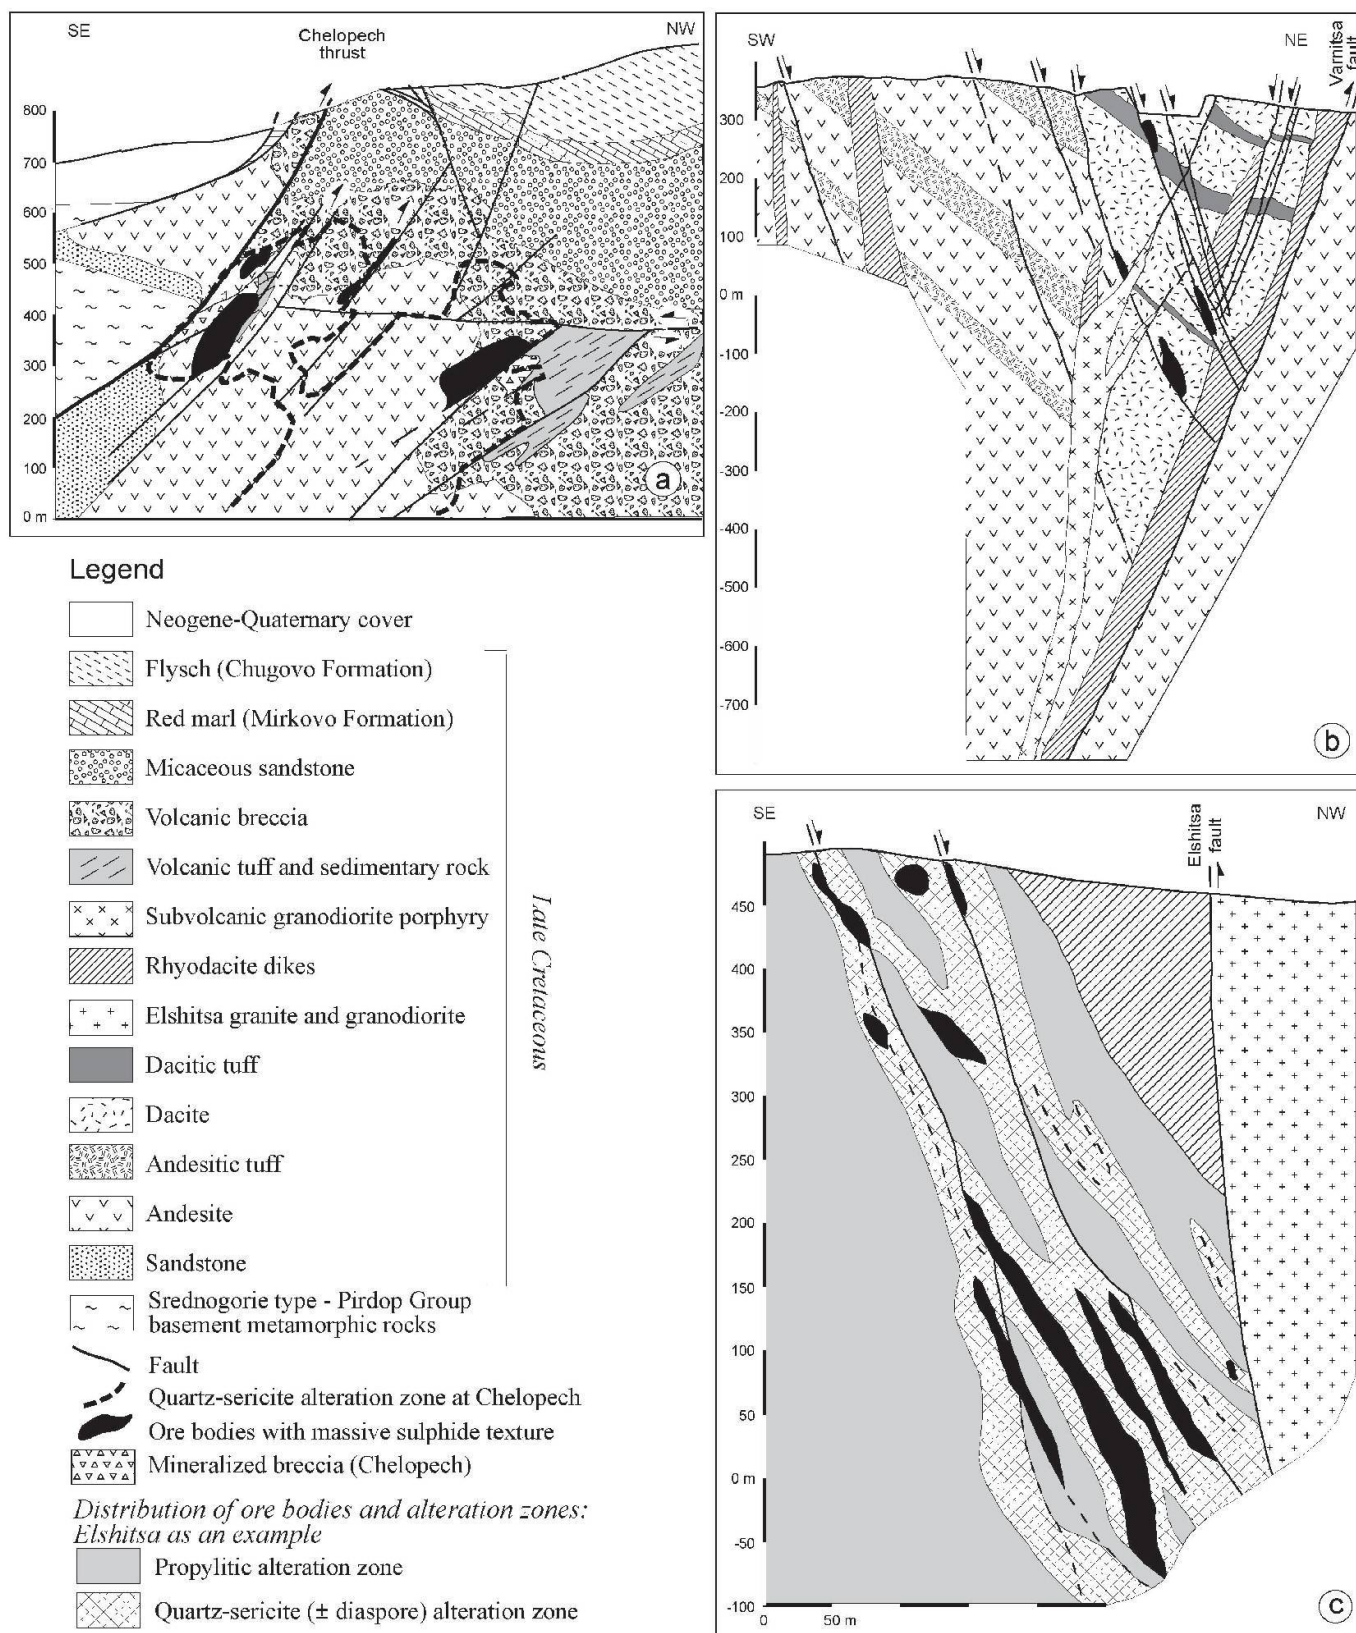 SE
Chelopech
thrust
NW
800
700
600
500
400
300
200
100
0 m
a
SW
NE
Varnitsa
fault
300
200
100
0 m
-100
-200
-300
-400
-500
-600
-700
b
Legend
Neogene-Quaternary cover
Flysch (Chugovo Formation)
Red marl (Mirkovo Formation)
Micaceous sandstone
Volcanic breccia
Volcanic tuff and sedimentary rock
Subvolcanic granodiorite porphyry
Rhyodacite dikes
Elshitsa granite and granodiorite
Dacitic tuff
Dacite
Andesitic tuff
Andesite
Sandstone
Late Cretaceous
Srednogorie type - Pirdop Group
basement metamorphic rocks
Fault
Quartz-sericite alteration zone at Chelopech
Ore bodies with massive sulphide texture
Mineralized breccia (Chelopech)
Distribution of ore bodies and alteration zones:
Elshitsa as an example
Propylitic alteration zone
Quartz-sericite (± diaspore) alteration zone
SE
Elshitsa
fault
NW
450
400
350
300
250
200
150
100
50
0 m
-50
-100
0
50 m
c